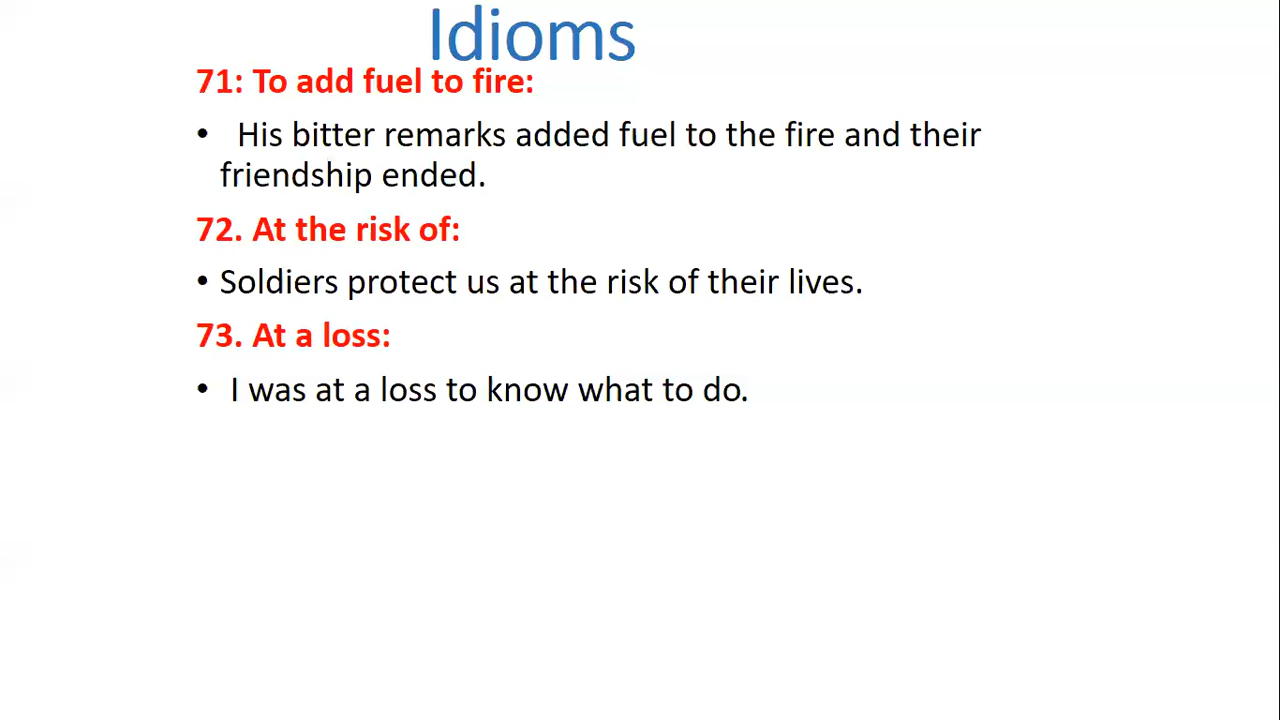 Idioms
71: To add fuel to fire:
• His bitter remarks added fuel to the fire and their
friendship ended.
72. At the risk of:
• Soldiers protect us at the risk of their lives.
73. At a loss:
• I was at a loss to know what to do.